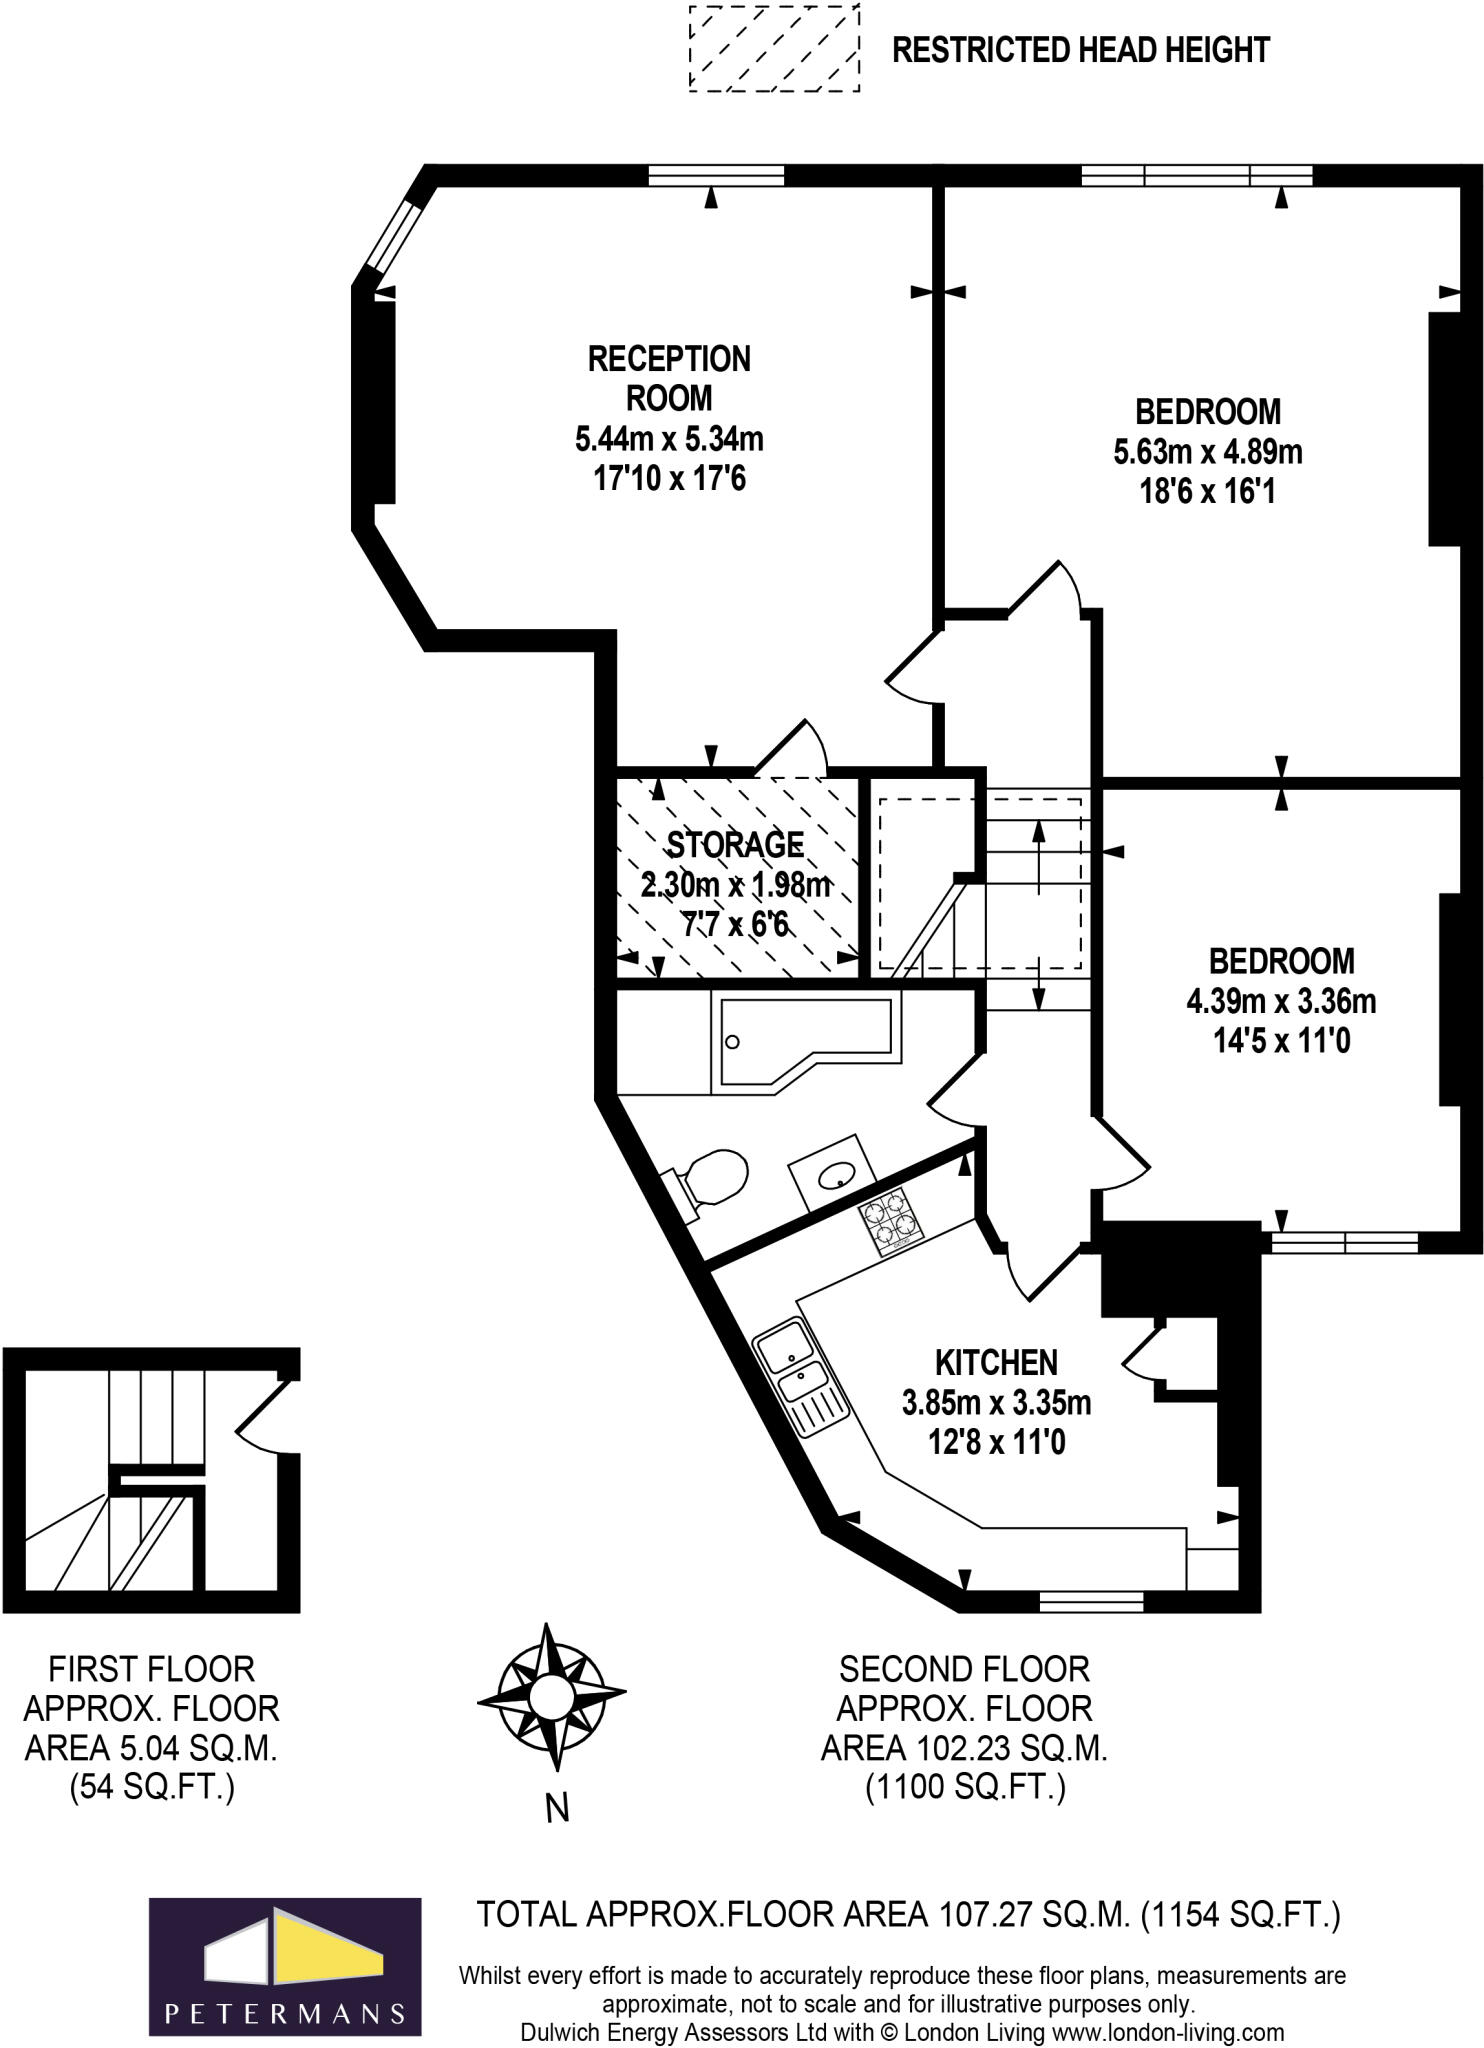 RESTRICTED HEAD HEIGHT
RECEPTION
ROOM
5.44m x 5.34m
17'10 x 17'6
BEDROOM
5.63m x 4.89m
18'6 x 16'1
STORAGE
2.30m x 1.98m
7'7 x 6'6
BEDROOM
4.39m x 3.36m
14'5 x 11'0
KITCHEN
3.85m x 3.35m
12'8 x 11'0
FIRST FLOOR
APPROX. FLOOR
AREA 5.04 SQ.M.
(54 SQ.FT.)
N
SECOND FLOOR
APPROX. FLOOR
AREA 102.23 SQ.M.
(1100 SQ.FT.)
PETERMANS
TOTAL APPROX.FLOOR AREA 107.27 SQ.M. (1154 SQ.FT.)
Whilst every effort is made to accurately reproduce these floor plans, measurements are
approximate, not to scale and for illustrative purposes only.
Dulwich Energy Assessors Ltd with © London Living www.london-living.com